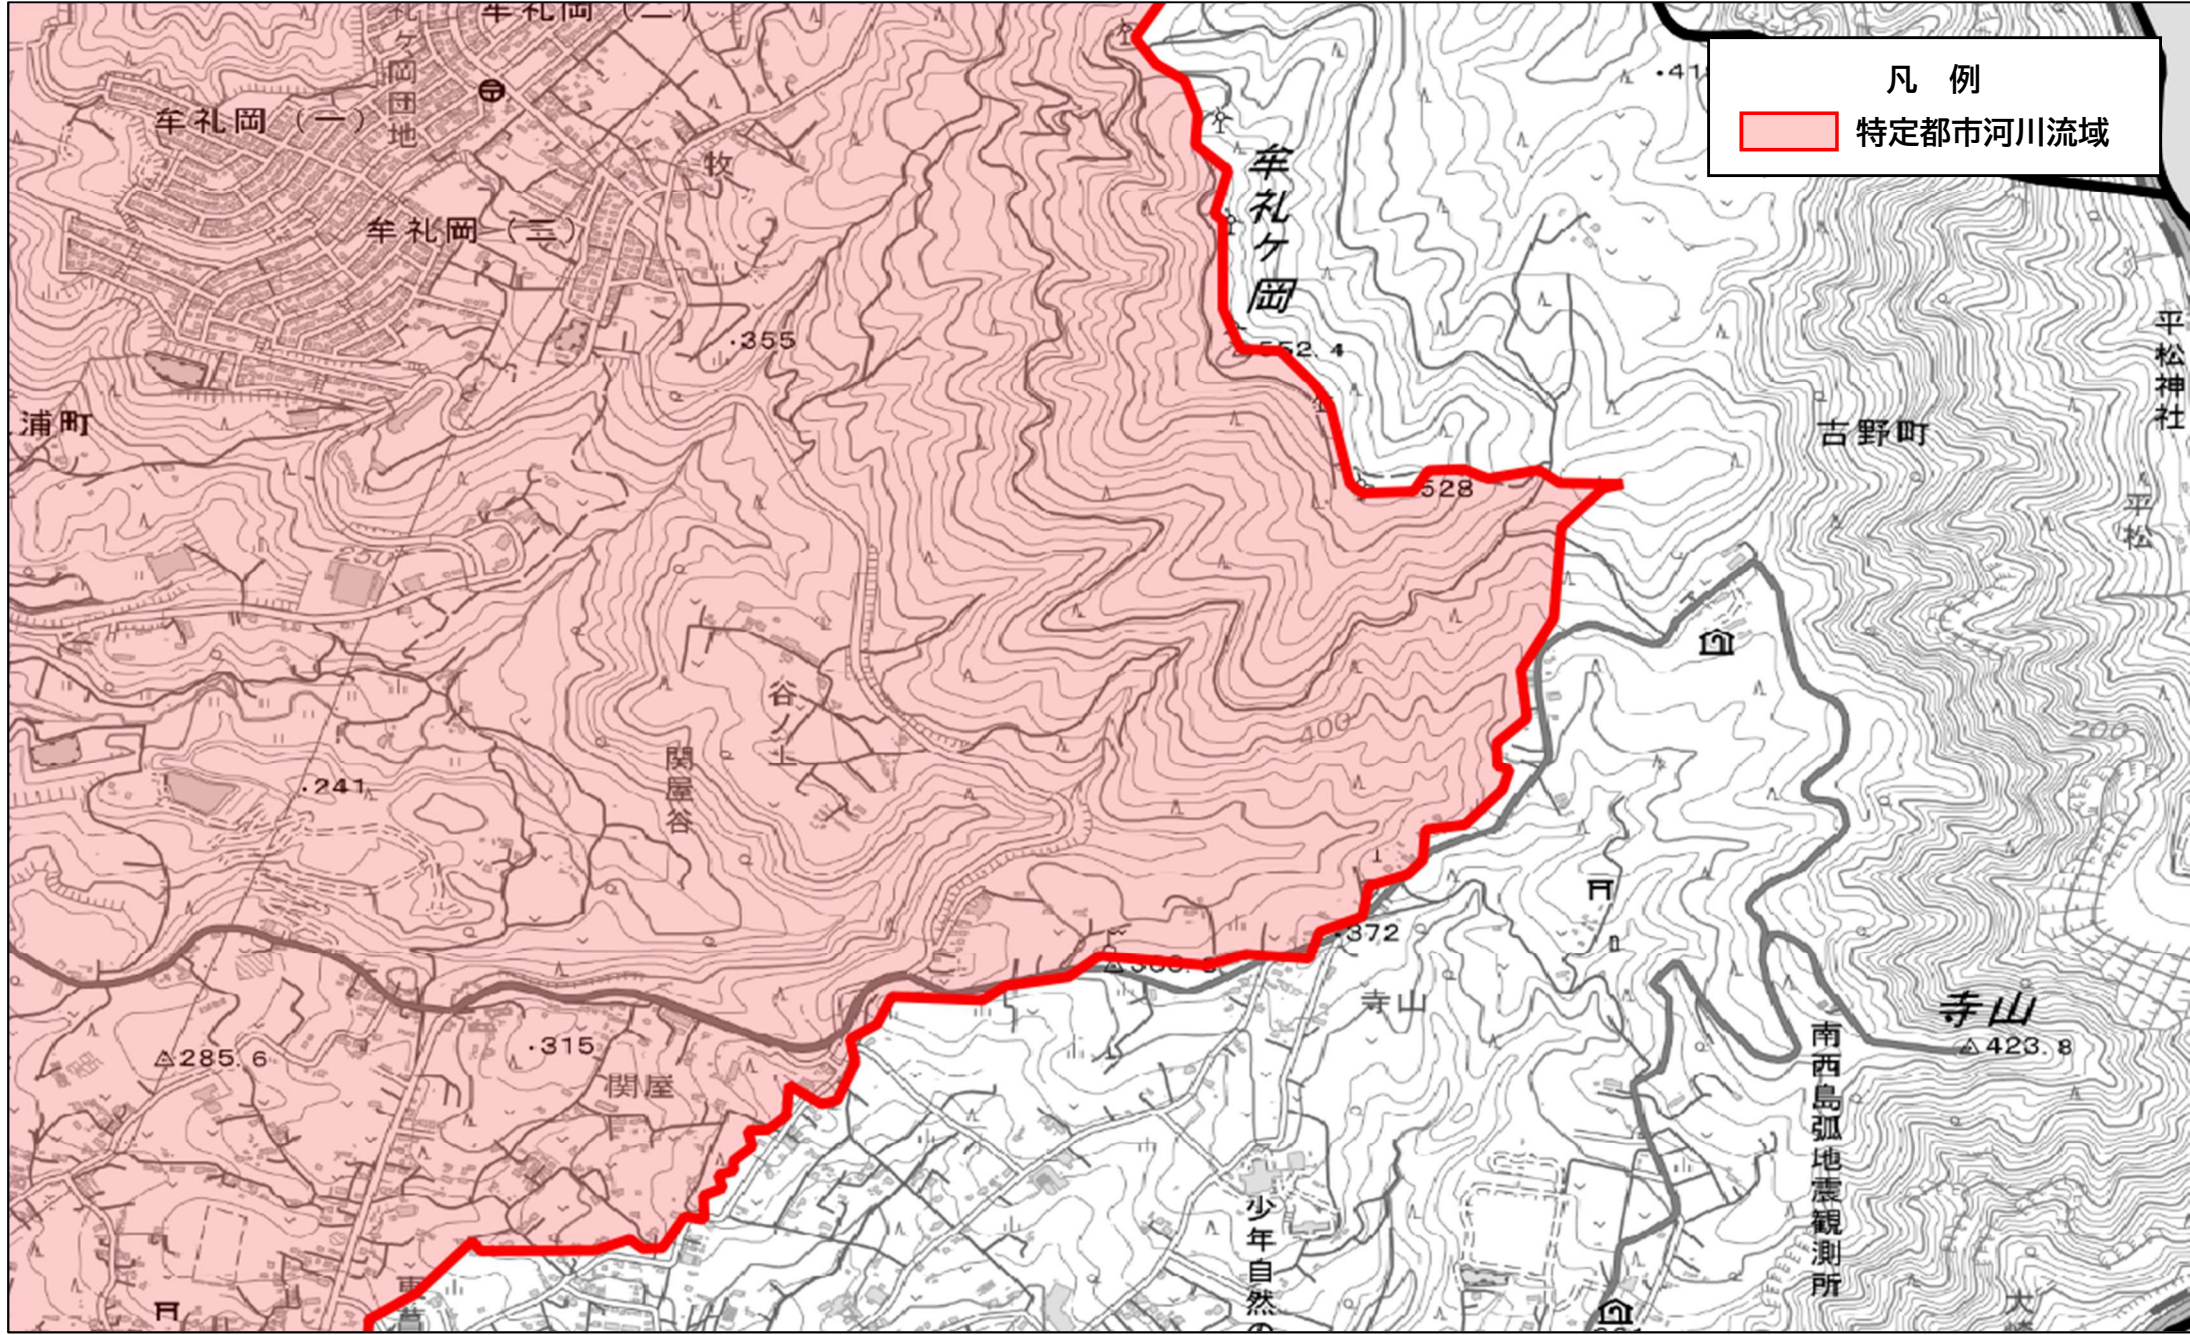 凡　例
特定都市河川流域
牟礼岡（二）
礼ヶ岡団地
牟礼岡（一）
牟礼岡（三）
牧
・355
浦町
牟礼ヶ岡
552.4
528
吉野町
平松神社
平松
谷ノ上
関屋谷
・241
400
200
372
寺山
寺山
△423.8
南西島弧地震観測所
△285.6
・315
関屋
少年自然の